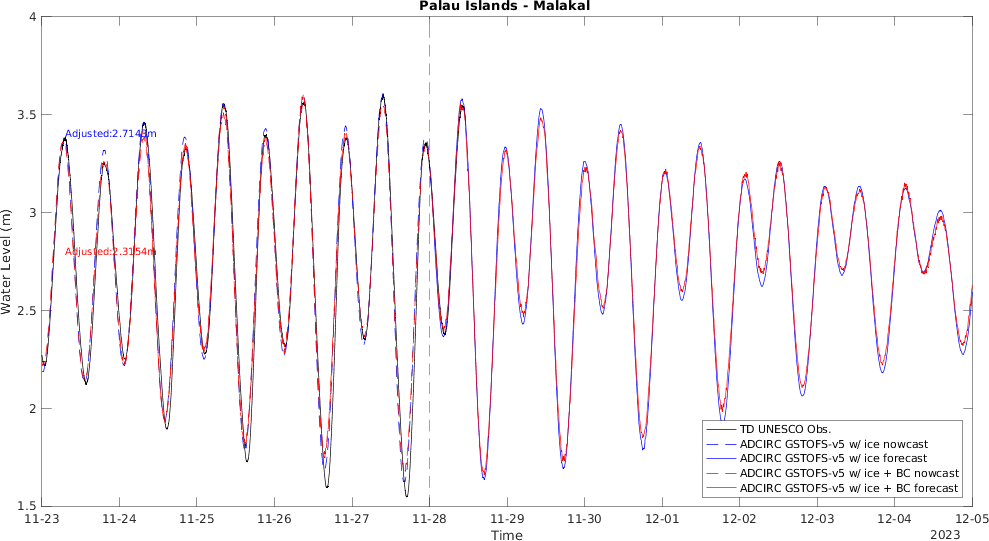 Palau Islands - Malakal
4
3.5
3
2.5
2
1.5
Water Level (m)
Adjusted:2.7143m
Adjusted:2.3154m
TD UNESCO Obs.
ADCIRC GSTOFS-v5 w/ ice nowcast
ADCIRC GSTOFS-v5 w/ ice forecast
ADCIRC GSTOFS-v5 w/ ice + BC nowcast
ADCIRC GSTOFS-v5 w/ ice + BC forecast
11-23 11-24 11-25 11-26 11-27 11-28 11-29 11-30 12-01 12-02 12-03 12-04 12-05
Time
2023